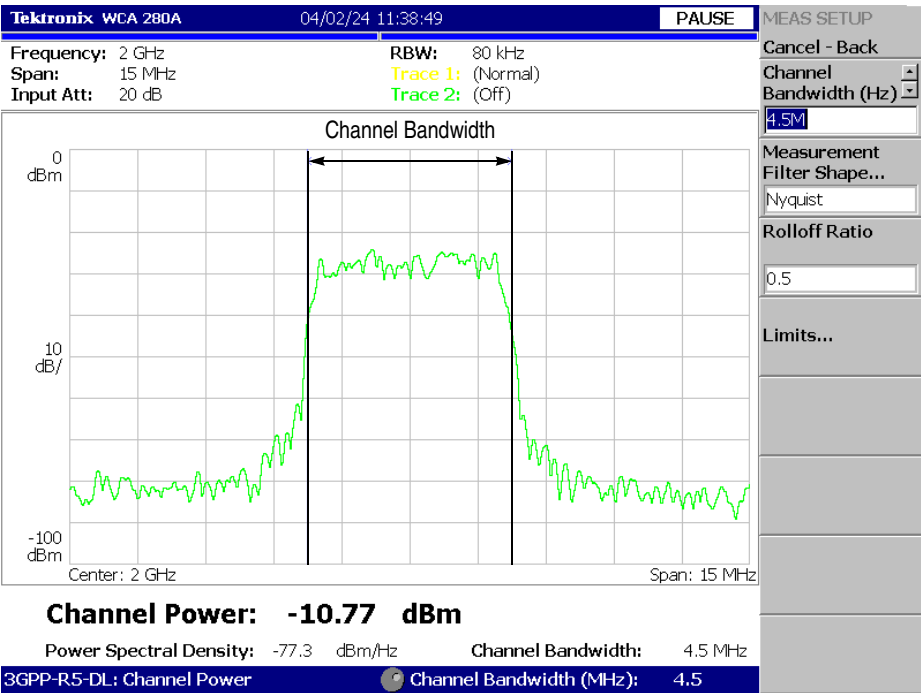 Tektronix WCA 280A 04/02/24 11:38:49 PAUSE
Frequency: 2 GHz RBW: 80 kHz
Span: 15 MHz Trace 1: (Normal)
Input Att: 20 dB Trace 2: (Off)
Channel Bandwidth
0
dBm
10
dB/
-100
dBm
Center: 2 GHz Span: 15 MHz
Channel Power: -10.77 dBm
Power Spectral Density: -77.3 dBm/Hz Channel Bandwidth: 4.5 MHz
3GPP-R5-DL: Channel Power Channel Bandwidth (MHz): 4.5
MEAS SETUP
Cancel - Back
Channel
Bandwidth (Hz)
4.5M
Measurement
Filter Shape...
Nyquist
Rolloff Ratio
0.5
Limits...